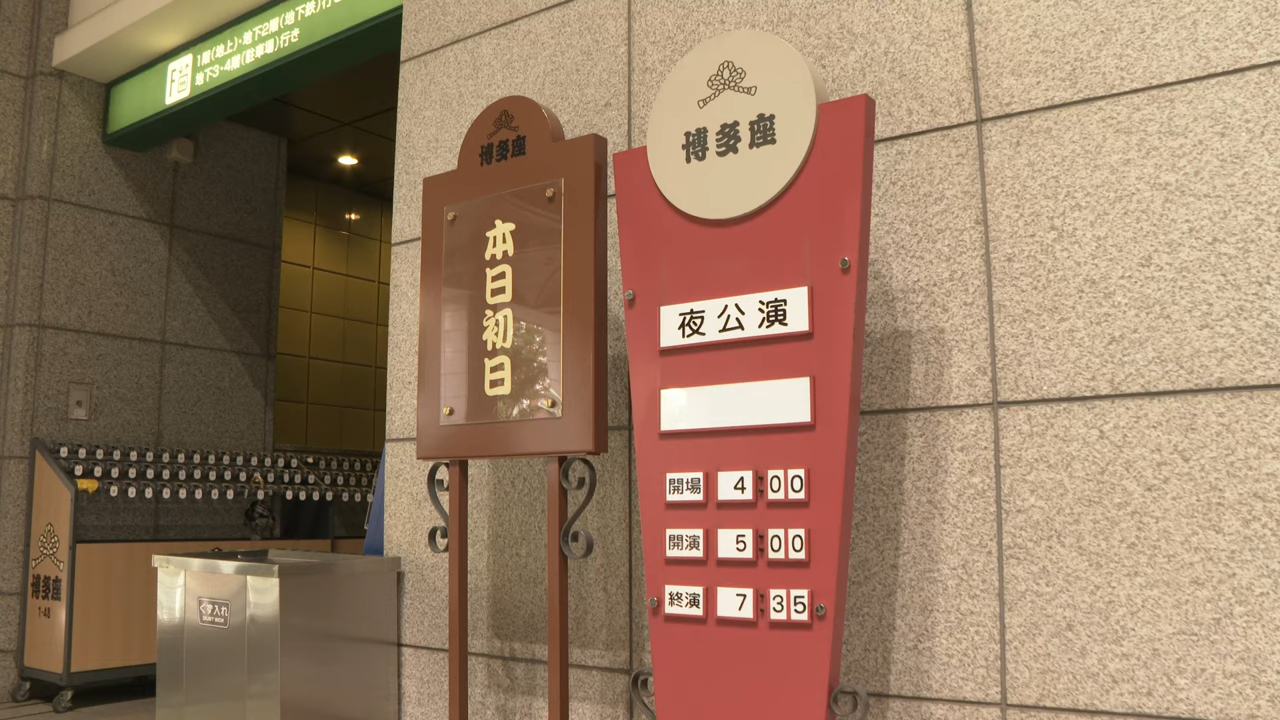 1階(地上)・地下2階(地下鉄)行き
地下3・4階(駐車場)行き
博多座
本日初日
博多座
夜公演
開場 4:00
開演 5:00
終演 7:35
博多座
1-40
くず入れ
DUST BOX